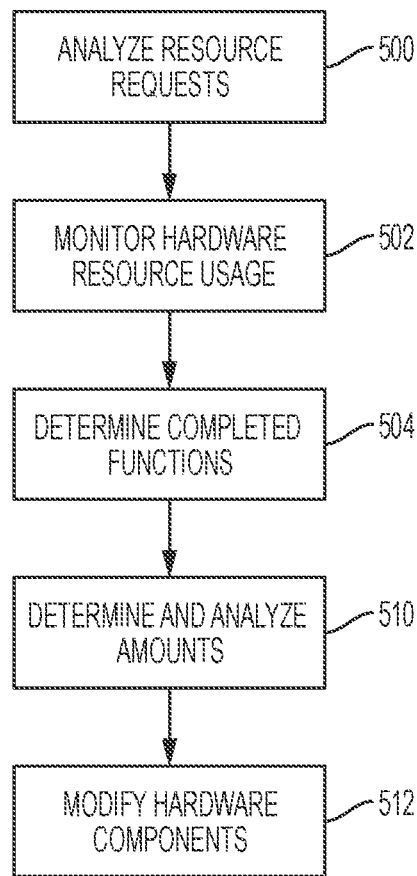 ANALYZE RESOURCE
REQUESTS
500
MONITOR HARDWARE
RESOURCE USAGE
502
DETERMINE COMPLETED
FUNCTIONS
504
DETERMINE AND ANALYZE
AMOUNTS
510
MODIFY HARDWARE
COMPONENTS
512